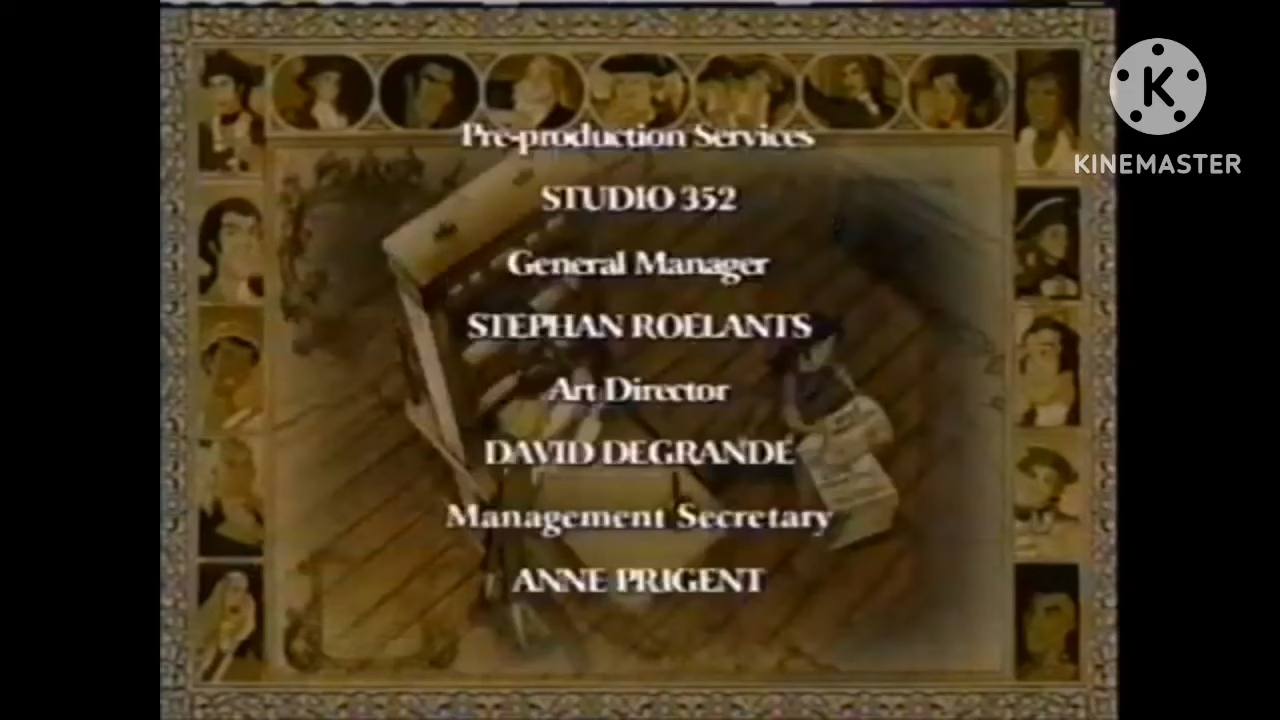 K
KINEMASTER
Pre-production Services
STUDIO 352
General Manager
STEPHAN ROELANTS
Art Director
DAVID DEGRANDE
Management Secretary
ANNE PRIGENT